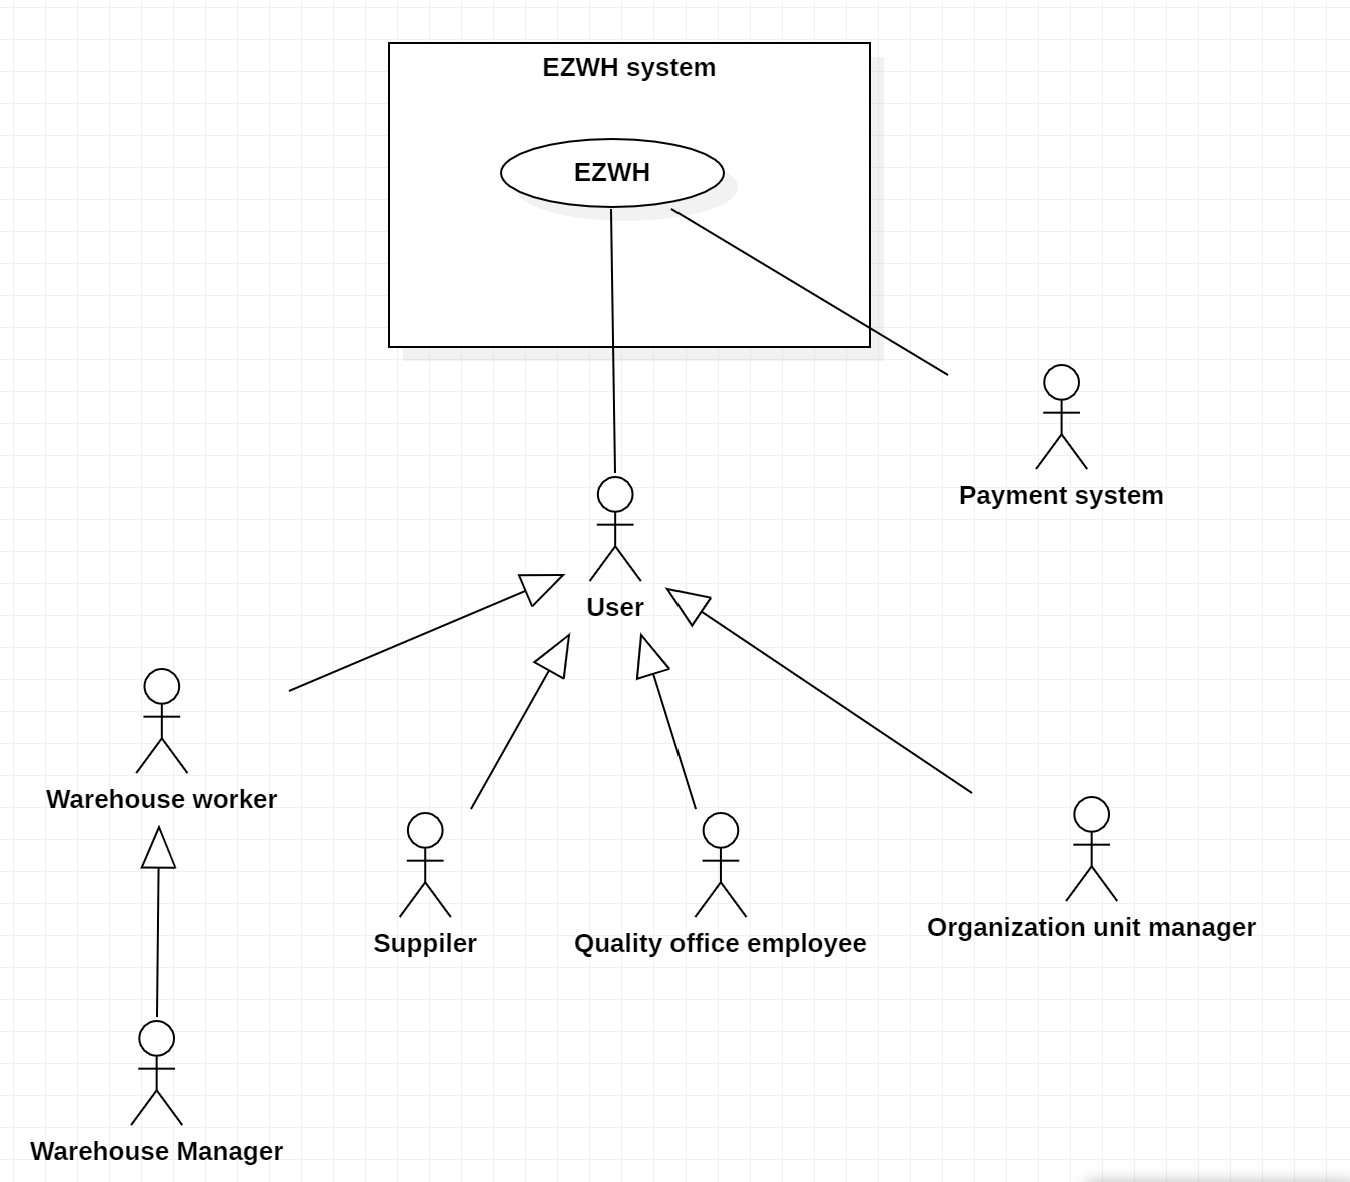 EZWH system
EZWH
Payment system
User
Warehouse worker
Suppiler
Quality office employee
Organization unit manager
Warehouse Manager